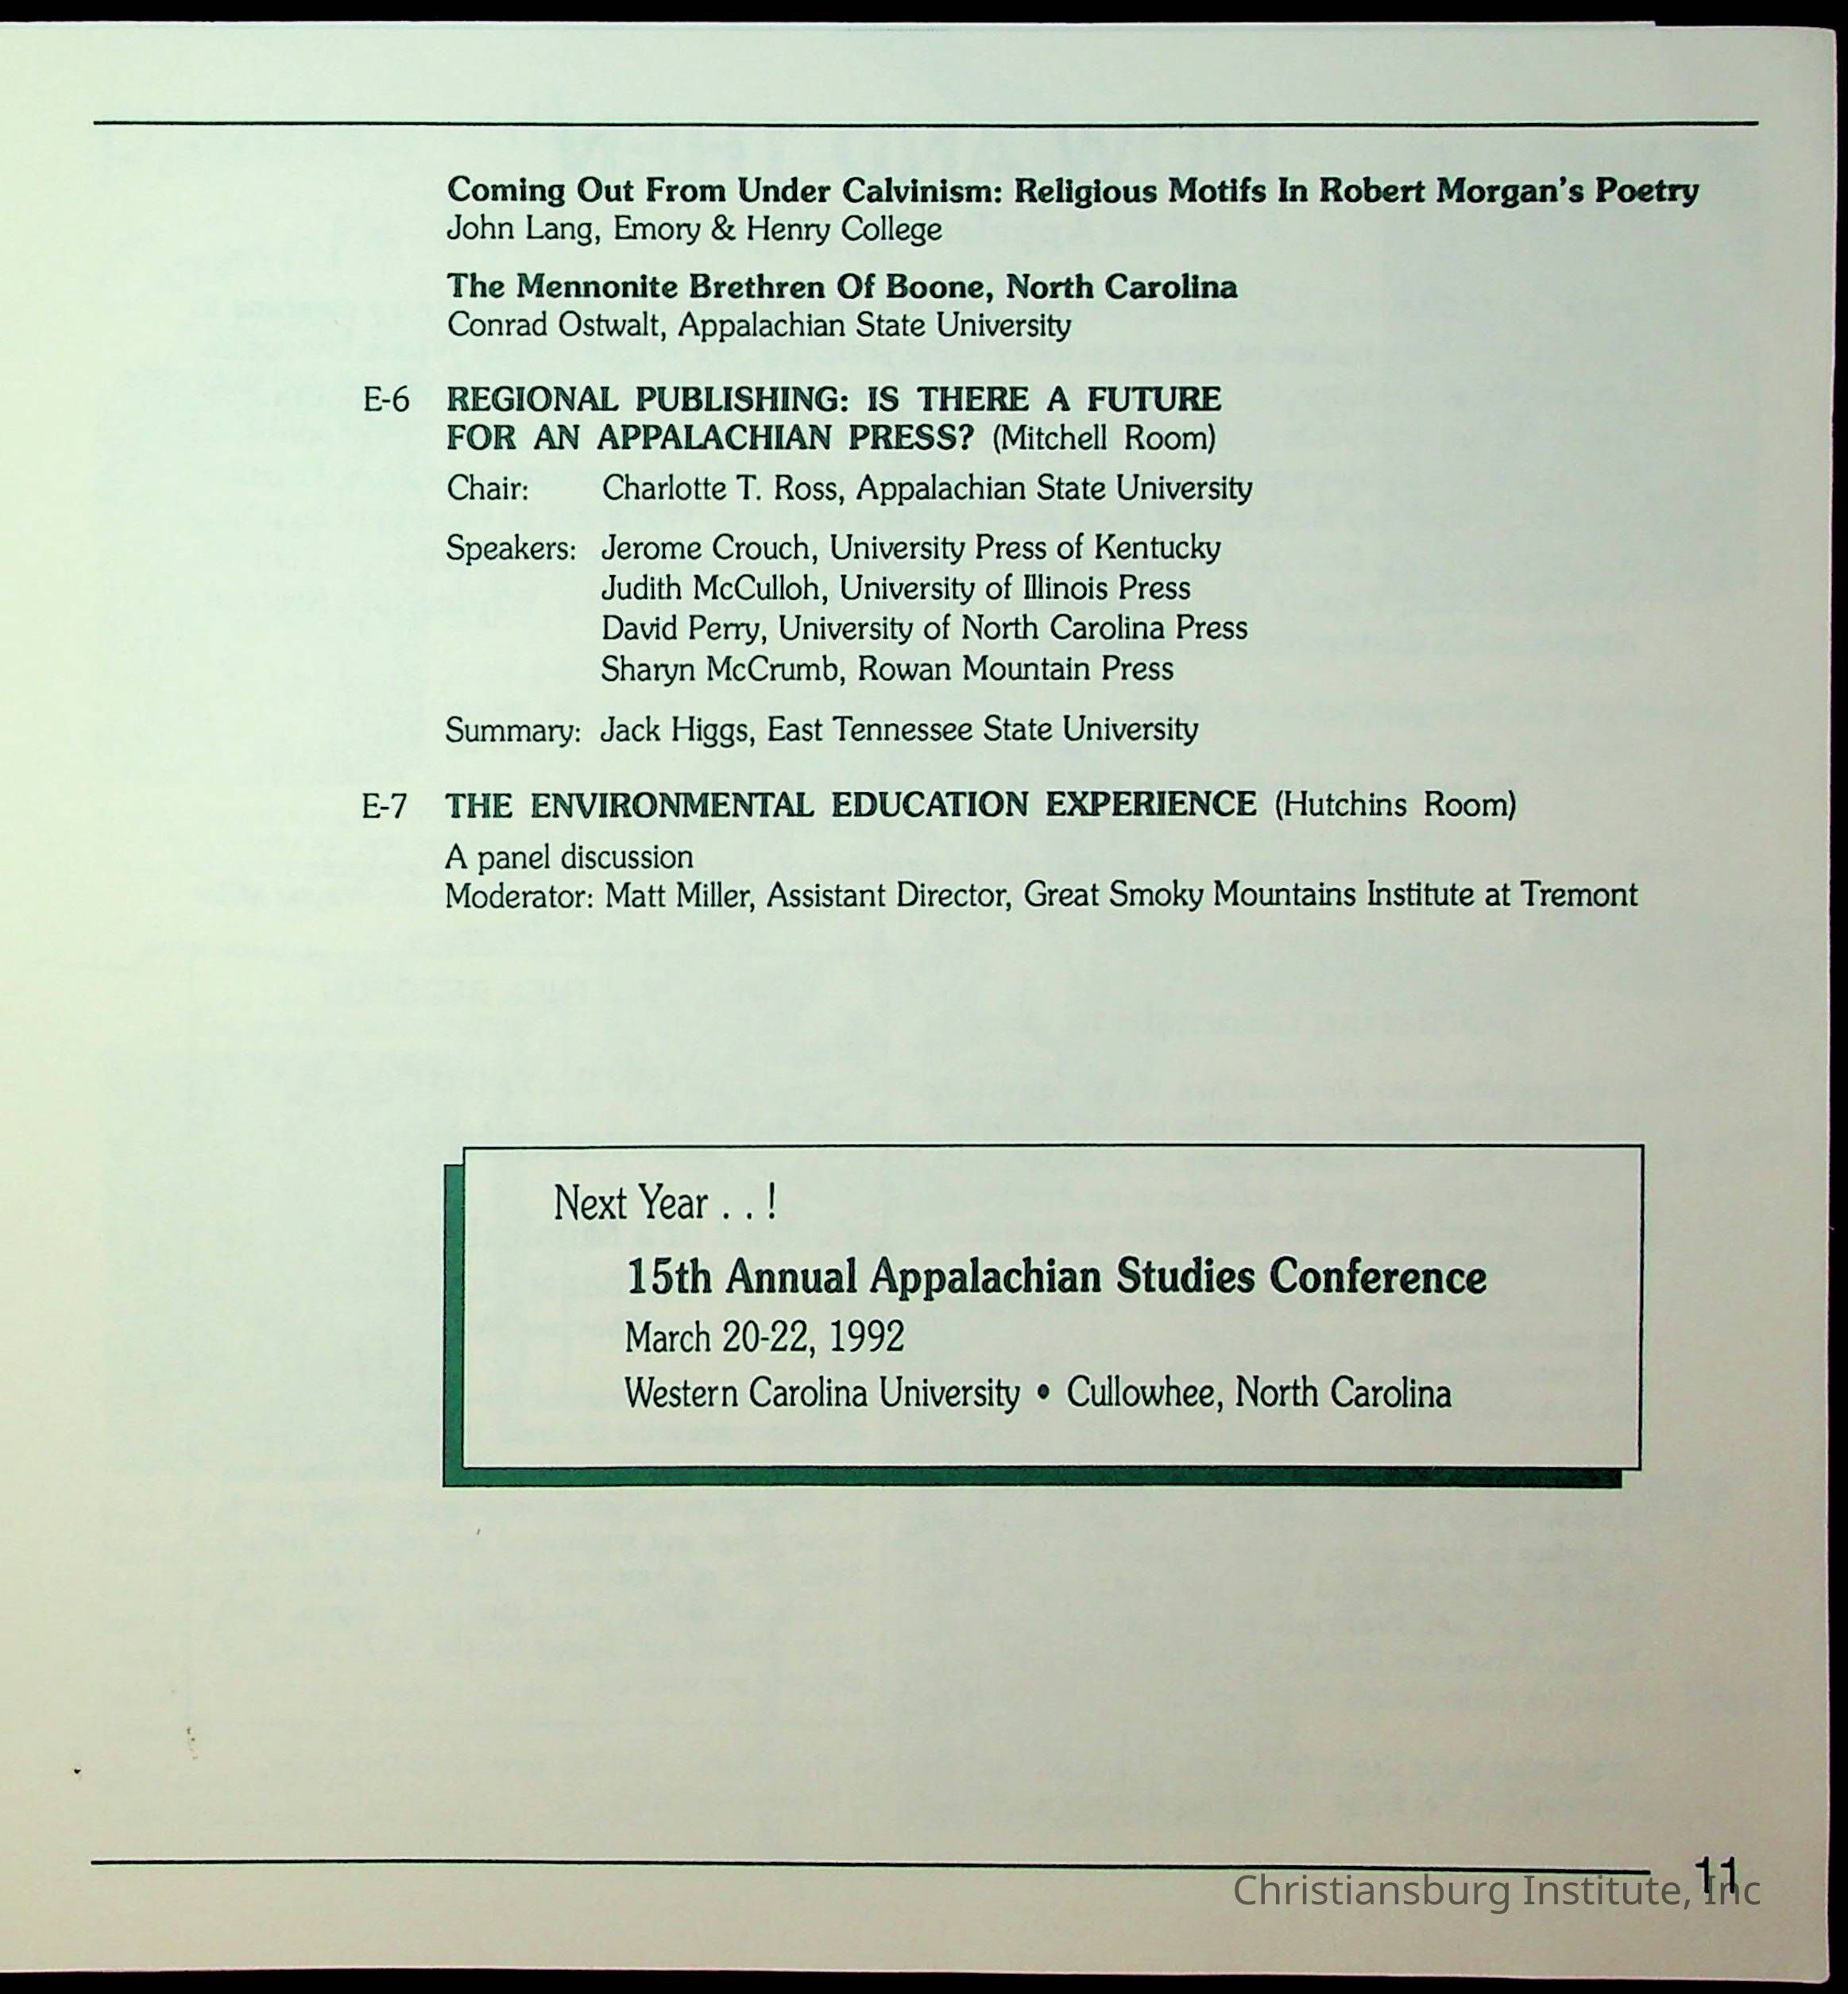 Coming Out From Under Calvinism: Religious Motifs In Robert Morgan's Poetry
John Lang, Emory & Henry College
The Mennonite Brethren Of Boone, North Carolina
Conrad Ostwalt, Appalachian State University
E-6 REGIONAL PUBLISHING: IS THERE A FUTURE
FOR AN APPALACHIAN PRESS? (Mitchell Room)
Chair: Charlotte T. Ross, Appalachian State University
Speakers: Jerome Crouch, University Press of Kentucky
Judith McCulloh, University of Illinois Press
David Perry, University of North Carolina Press
Sharyn McCrumb, Rowan Mountain Press
Summary: Jack Higgs, East Tennessee State University
E-7 THE ENVIRONMENTAL EDUCATION EXPERIENCE (Hutchins Room)
A panel discussion
Moderator: Matt Miller, Assistant Director, Great Smoky Mountains Institute at Tremont
Next Year . . !
15th Annual Appalachian Studies Conference
March 20-22, 1992
Western Carolina University • Cullowhee, North Carolina
11
Christiansburg Institute, Inc